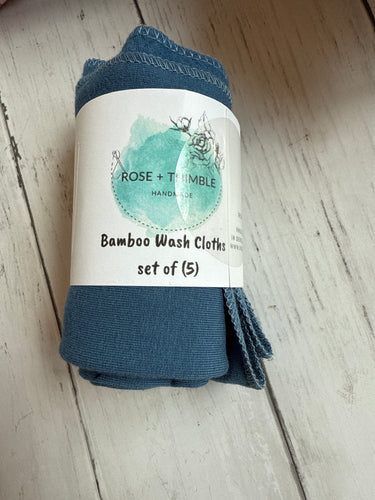 ROSE + THIMBLE
HANDMADE
Bamboo Wash Cloths
set of (5)